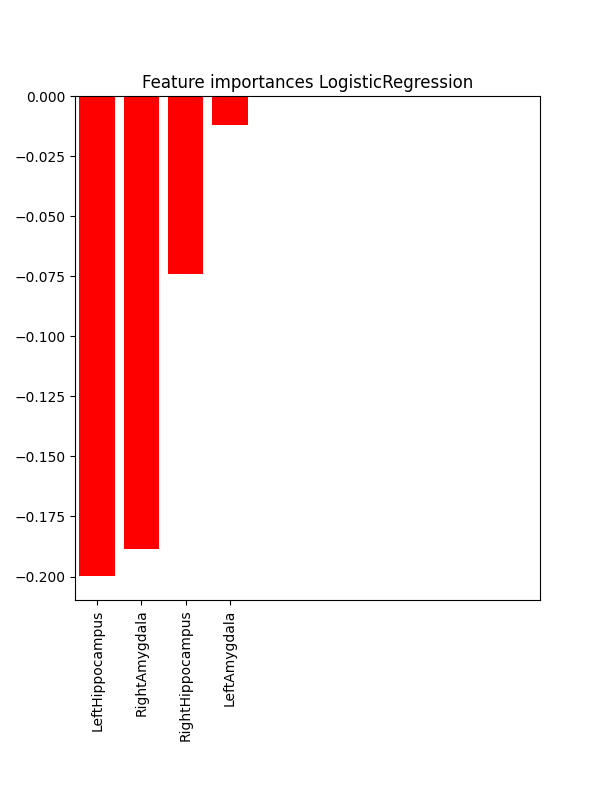 Feature importances LogisticRegression
0.000
−0.025
−0.050
−0.075
−0.100
−0.125
−0.150
−0.175
−0.200
LeftHippocampus
RightAmygdala
RightHippocampus
LeftAmygdala